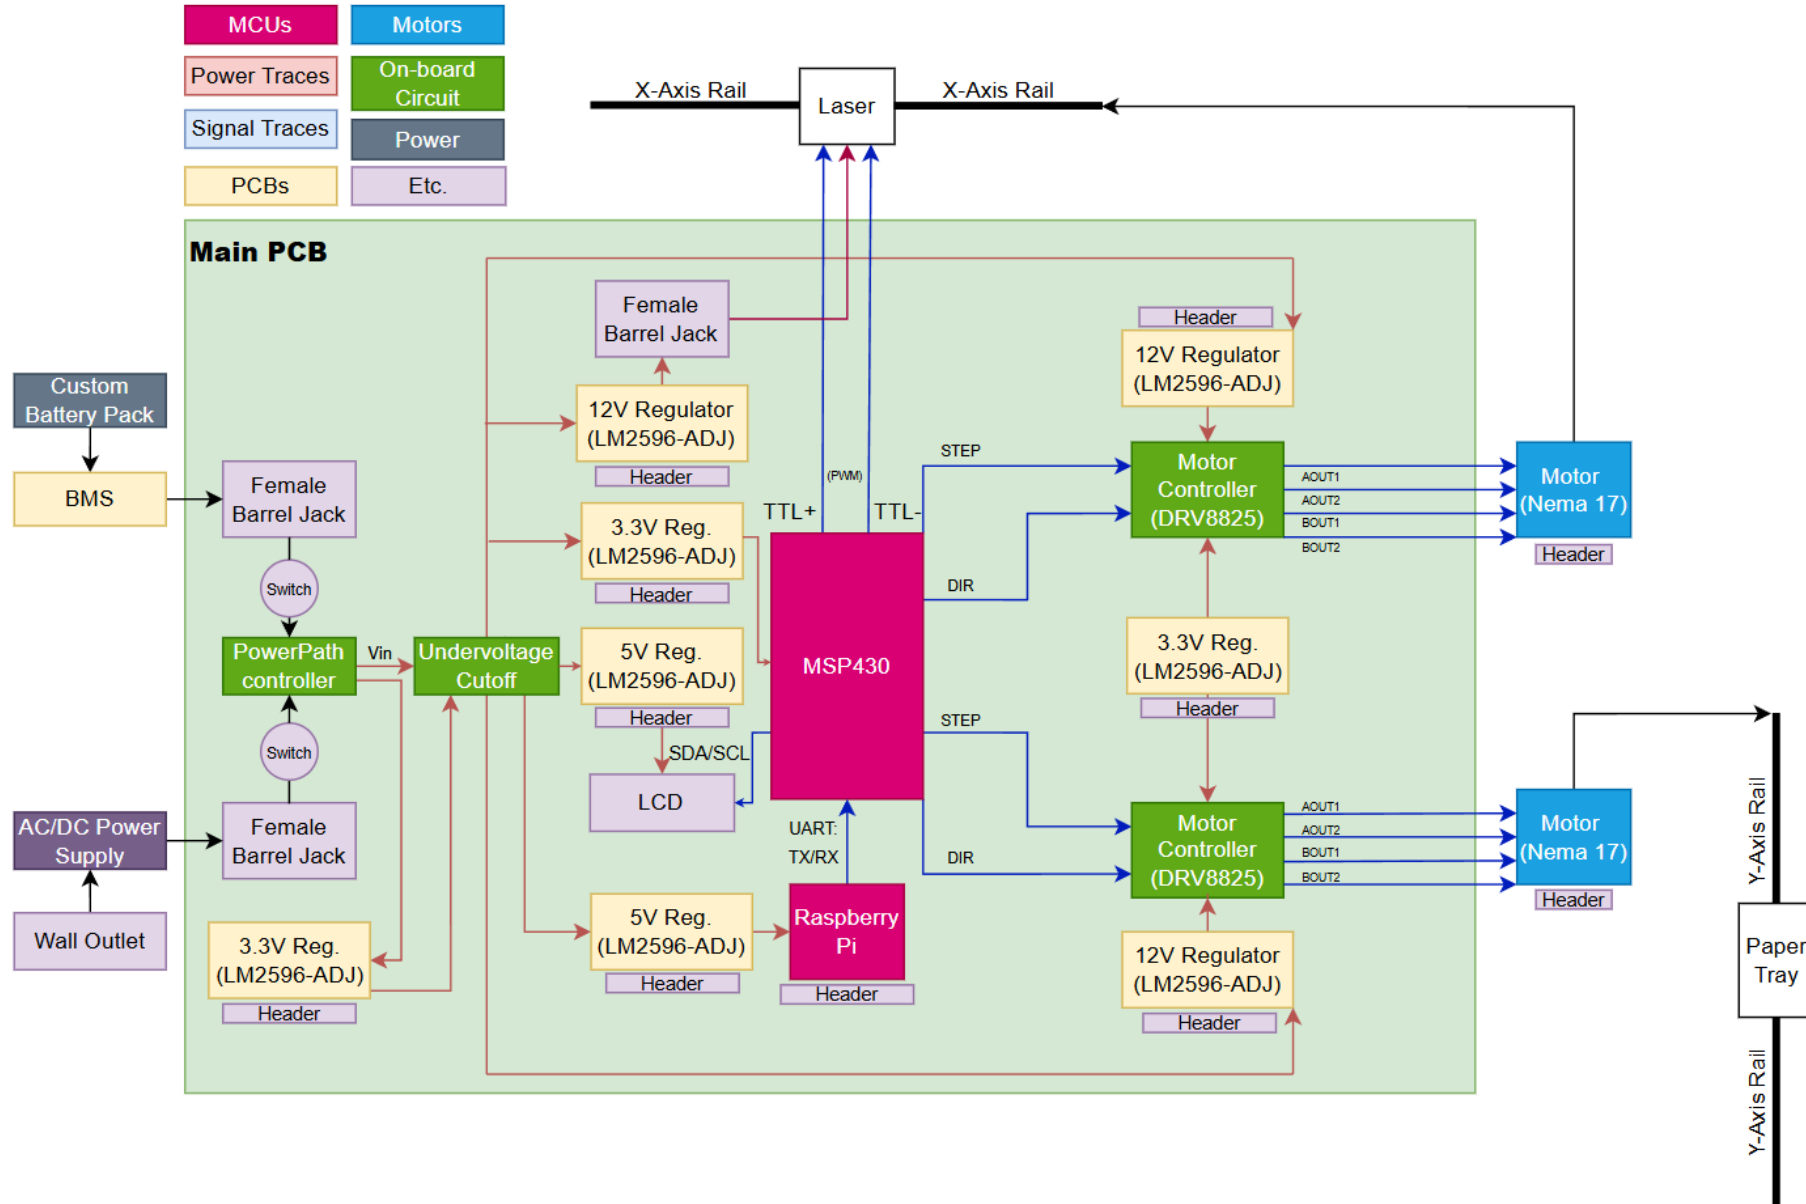 MCUs
Motors
Power Traces
On-board
Circuit
Signal Traces
Power
PCBs
Etc.
X-Axis Rail
Laser
X-Axis Rail
Main PCB
Female
Barrel Jack
Header
12V Regulator
(LM2596-ADJ)
Custom
Battery Pack
12V Regulator
(LM2596-ADJ)
Header
BMS
Female
Barrel Jack
(PWM)
TTL+
TTL-
STEP
Motor
Controller
(DRV8825)
AOUT1
AOUT2
BOUT1
BOUT2
Motor
(Nema 17)
Header
3.3V Reg.
(LM2596-ADJ)
Header
Switch
DIR
PowerPath
controller
Vin
Undervoltage
Cutoff
5V Reg.
(LM2596-ADJ)
Header
MSP430
3.3V Reg.
(LM2596-ADJ)
Header
Switch
SDA/SCL
LCD
STEP
AC/DC Power
Supply
Female
Barrel Jack
UART:
TX/RX
DIR
Motor
Controller
(DRV8825)
AOUT1
AOUT2
BOUT1
BOUT2
Motor
(Nema 17)
Header
Y-Axis Rail
Wall Outlet
3.3V Reg.
(LM2596-ADJ)
Header
5V Reg.
(LM2596-ADJ)
Header
Raspberry
Pi
Header
12V Regulator
(LM2596-ADJ)
Header
Paper
Tray
Y-Axis Rail